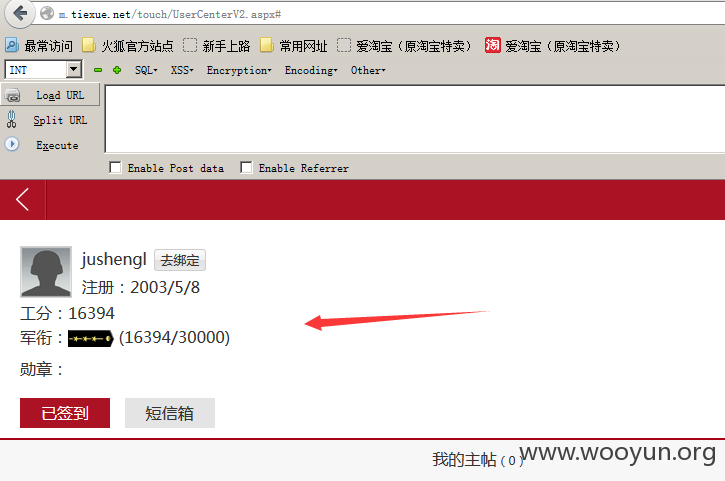 m.tiexue.net/touch/UserCenterV2.aspx#
最常访问 火狐官方站点 新手上路 常用网址 爱淘宝（原淘宝特卖） 淘 爱淘宝（原淘宝特卖）
INT SQL▾ XSS▾ Encryption▾ Encoding▾ Other▾
Load URL
Split URL
Execute
Enable Post data Enable Referrer
jushengl 去绑定
注册：2003/5/8
工分：16394
军衔： (16394/30000)
勋章：
已签到 短信箱
我的主帖 ( 0 )
www.wooyun.org